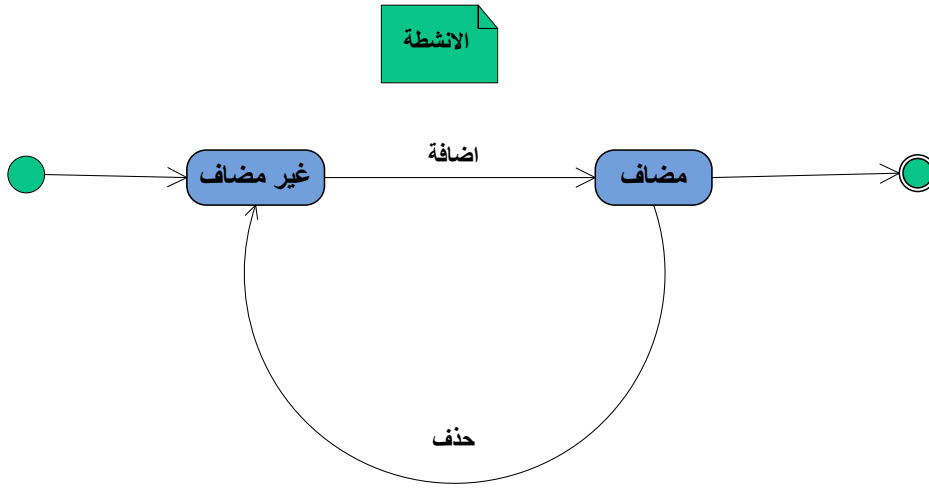 الانشطة
اضافة
غير مضاف
مضاف
حذف